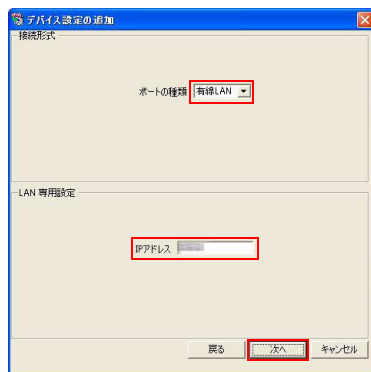 デバイス設定の追加
接続形式
ポートの種類 有線LAN
LAN 専用設定
IPアドレス
戻る 次へ キャンセル